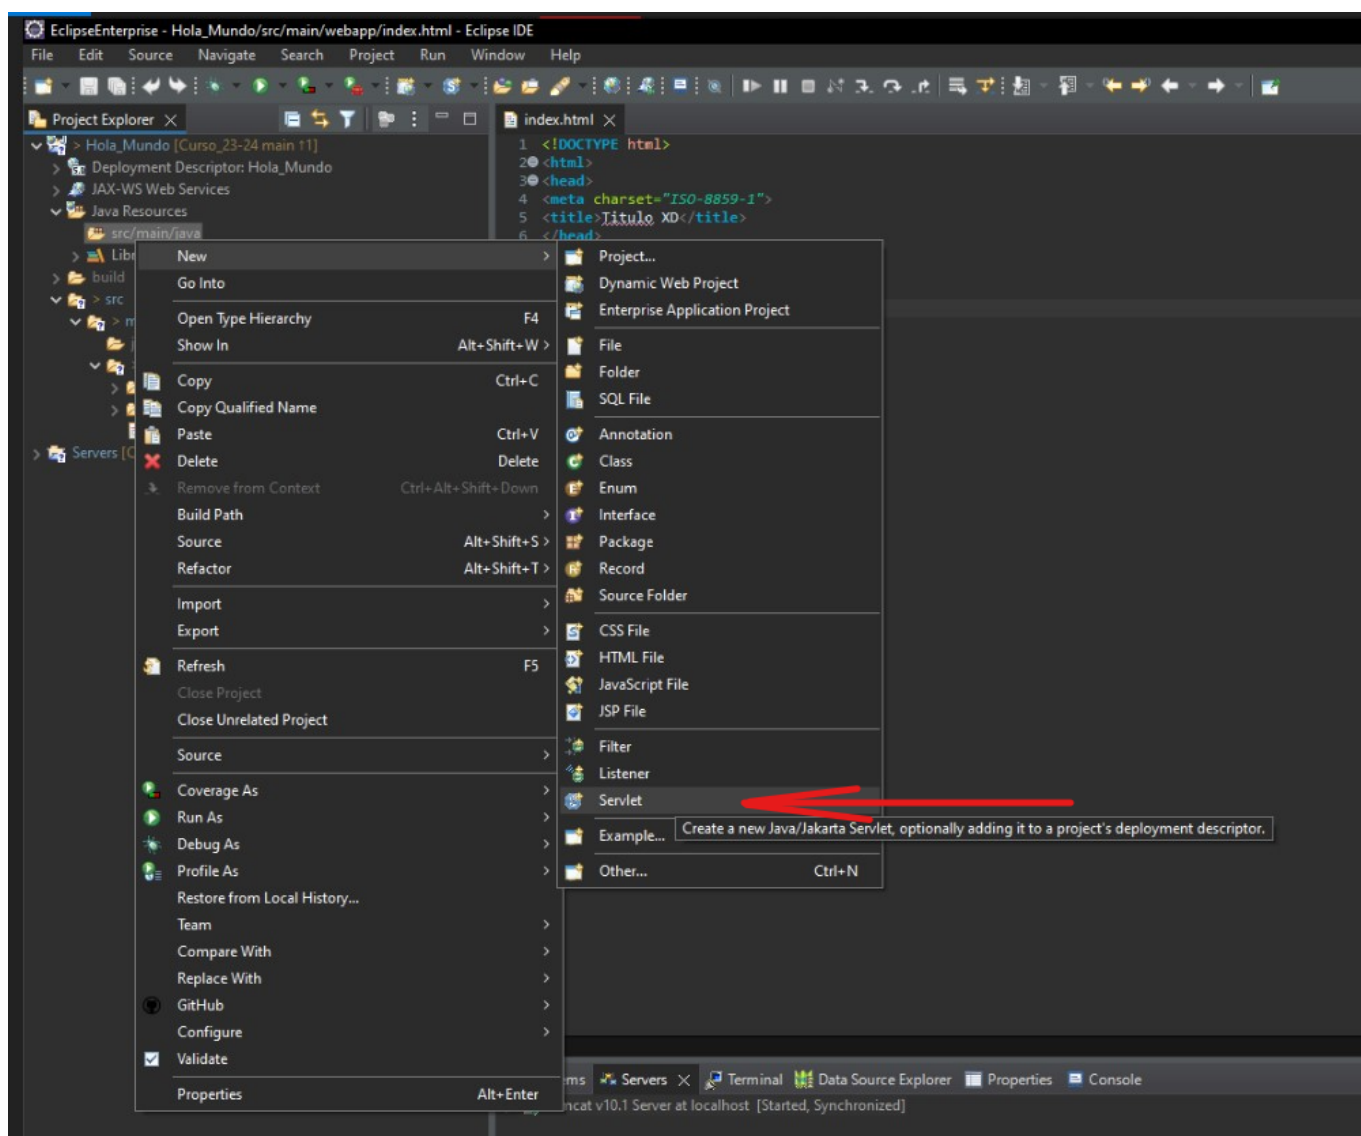 EclipseEnterprise - Hola_Mundo/src/main/webapp/index.html - Eclipse IDE
File Edit Source Navigate Search Project Run Window Help
Project Explorer
index.html
> Hola_Mundo [Curso_23-24 main ↑1]
Deployment Descriptor: Hola_Mundo
JAX-WS Web Services
Java Resources
src/main/java
build
> src
Servers
1 <!DOCTYPE html>
2 <html>
3 <head>
4 <meta charset="ISO-8859-1">
5 <title>Titulo XD</title>
6 </head>
New
Go Into
Open Type Hierarchy F4
Show In Alt+Shift+W >
Copy Ctrl+C
Copy Qualified Name
Paste Ctrl+V
Delete Delete
Remove from Context Ctrl+Alt+Shift+Down
Build Path
Source Alt+Shift+S >
Refactor Alt+Shift+T >
Import
Export
Refresh F5
Close Project
Close Unrelated Project
Source
Coverage As
Run As
Debug As
Profile As
Restore from Local History...
Team
Compare With
Replace With
GitHub
Configure
Validate
Properties Alt+Enter
Project...
Dynamic Web Project
Enterprise Application Project
File
Folder
SQL File
Annotation
Class
Enum
Interface
Package
Record
Source Folder
CSS File
HTML File
JavaScript File
JSP File
Filter
Listener
Servlet
Example...
Create a new Java/Jakarta Servlet, optionally adding it to a project's deployment descriptor.
Other... Ctrl+N
Servers Terminal Data Source Explorer Properties Console
v10.1 Server at localhost [Started, Synchronized]